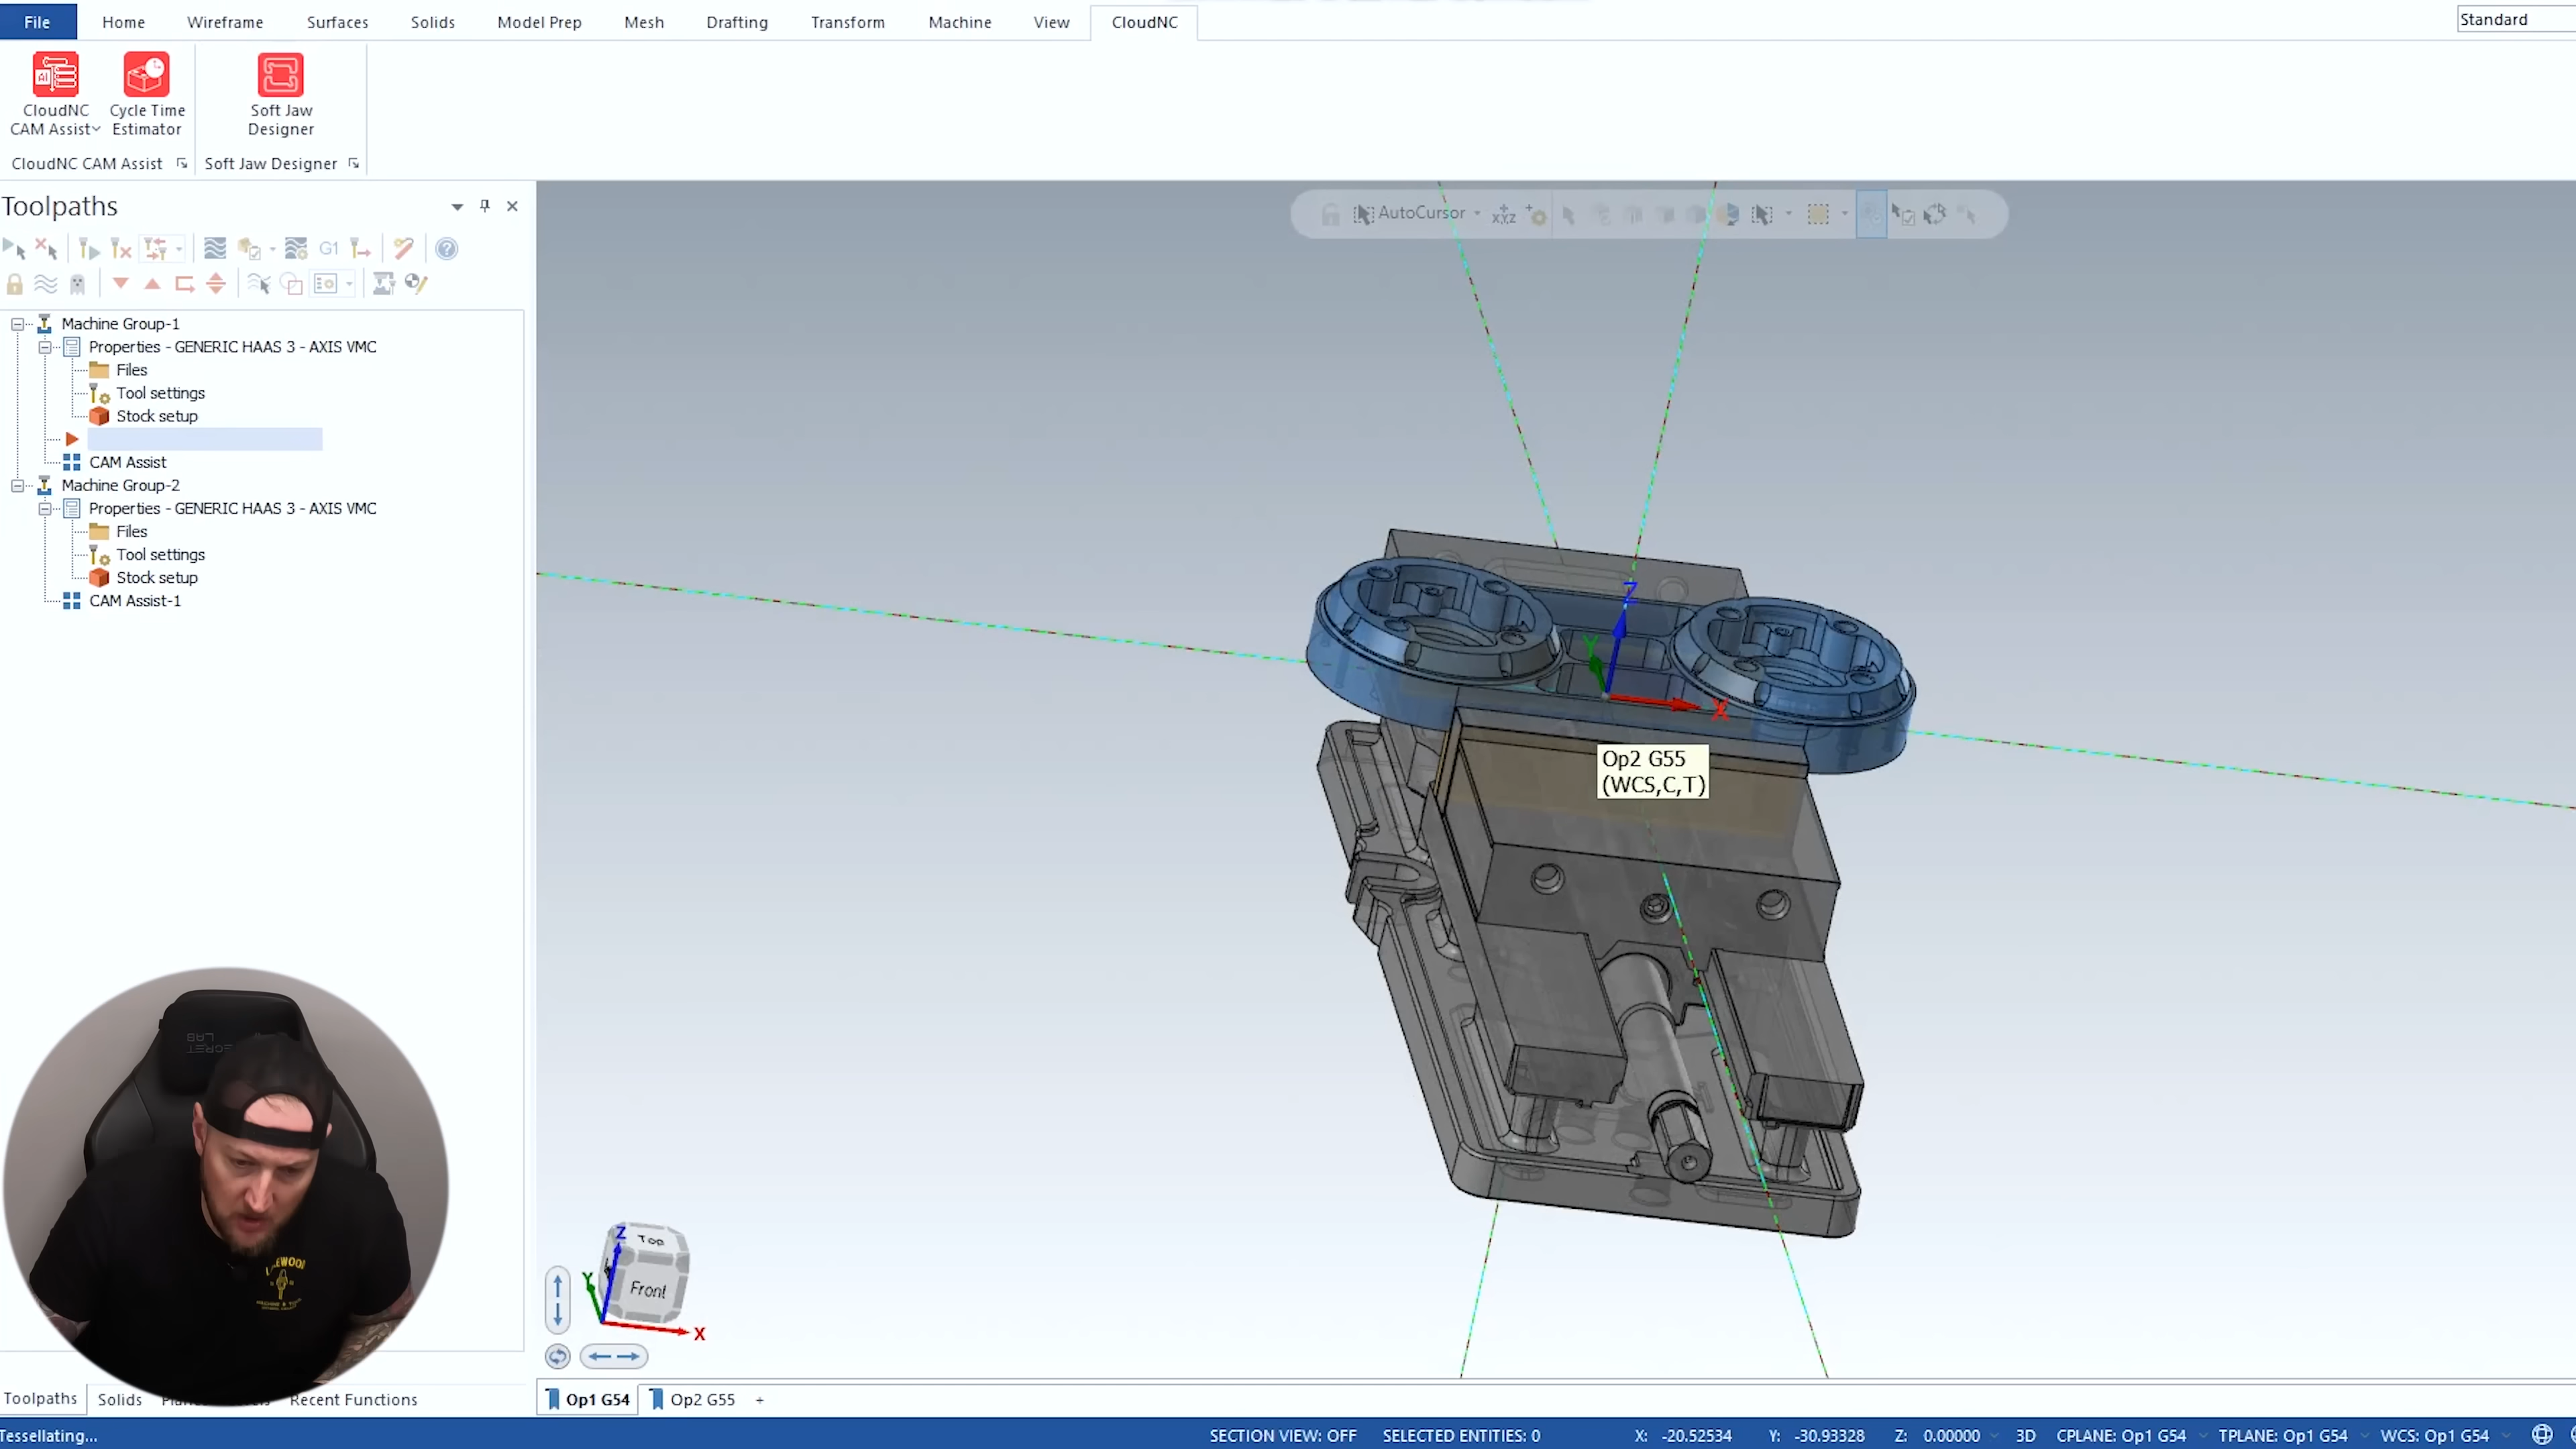 File Home Wireframe Surfaces Solids Model Prep Mesh Drafting Transform Machine View CloudNC
Standard
CloudNC
CAM Assist
Cycle Time
Estimator
Soft Jaw
Designer
CloudNC CAM Assist
Soft Jaw Designer
Toolpaths
AutoCursor
XYZ
G1
Machine Group-1
Properties - GENERIC HAAS 3 - AXIS VMC
Files
Tool settings
Stock setup
CAM Assist
Machine Group-2
Properties - GENERIC HAAS 3 - AXIS VMC
Files
Tool settings
Stock setup
CAM Assist-1
Z
Y
X
Op2 G55
(WCS,C,T)
Z
Top
Y
Front
X
Toolpaths Solids Recent Functions
Op1 G54 Op2 G55 +
Tessellating...
SECTION VIEW: OFF SELECTED ENTITIES: 0 X: -20.52534 Y: -30.93328 Z: 0.00000 3D CPLANE: Op1 G54 TPLANE: Op1 G54 WCS: Op1 G54